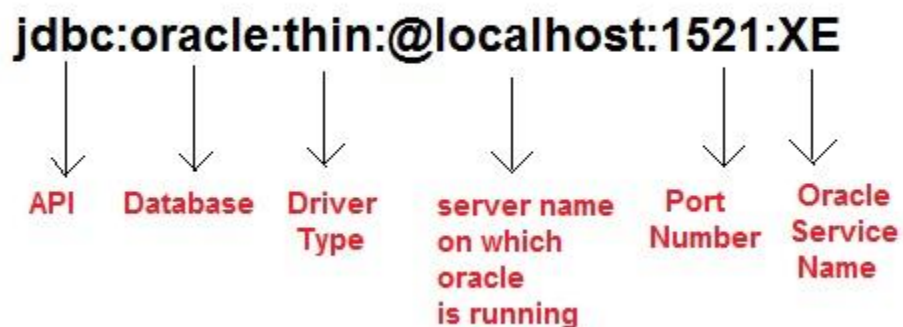 jdbc:oracle:thin:@localhost:1521:XE
API
Database
Driver
Type
server name
on which
oracle
is running
Port
Number
Oracle
Service
Name